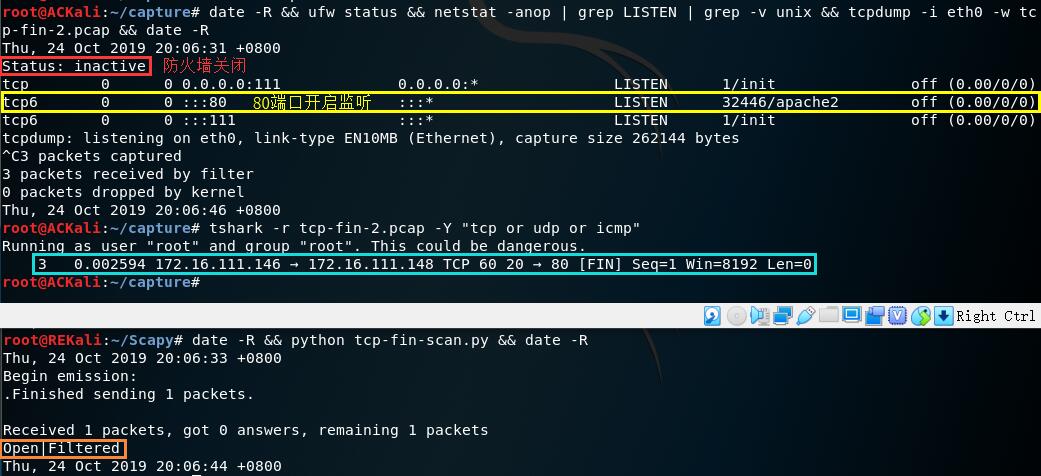 root@ACKali:~/capture# date -R && ufw status && netstat -anop | grep LISTEN | grep -v unix && tcpdump -i eth0 -w tc
p-fin-2.pcap && date -R
Thu, 24 Oct 2019 20:06:31 +0800
Status: inactive 防火墙关闭
tcp 0 0 0.0.0.0:111 0.0.0.0:* LISTEN 1/init off (0.00/0/0)
tcp6 0 0 :::80 80端口开启监听 :::* LISTEN 32446/apache2 off (0.00/0/0)
tcp6 0 0 :::111 :::* LISTEN 1/init off (0.00/0/0)
tcpdump: listening on eth0, link-type EN10MB (Ethernet), capture size 262144 bytes
^C3 packets captured
3 packets received by filter
0 packets dropped by kernel
Thu, 24 Oct 2019 20:06:46 +0800
root@ACKali:~/capture# tshark -r tcp-fin-2.pcap -Y "tcp or udp or icmp"
Running as user "root" and group "root". This could be dangerous.
3 0.002594 172.16.111.146 → 172.16.111.148 TCP 60 20 → 80 [FIN] Seq=1 Win=8192 Len=0
root@ACKali:~/capture#
Right Ctrl
root@REKali:~/Scapy# date -R && python tcp-fin-scan.py && date -R
Thu, 24 Oct 2019 20:06:33 +0800
Begin emission:
.Finished sending 1 packets.
Received 1 packets, got 0 answers, remaining 1 packets
Open|Filtered
Thu, 24 Oct 2019 20:06:44 +0800